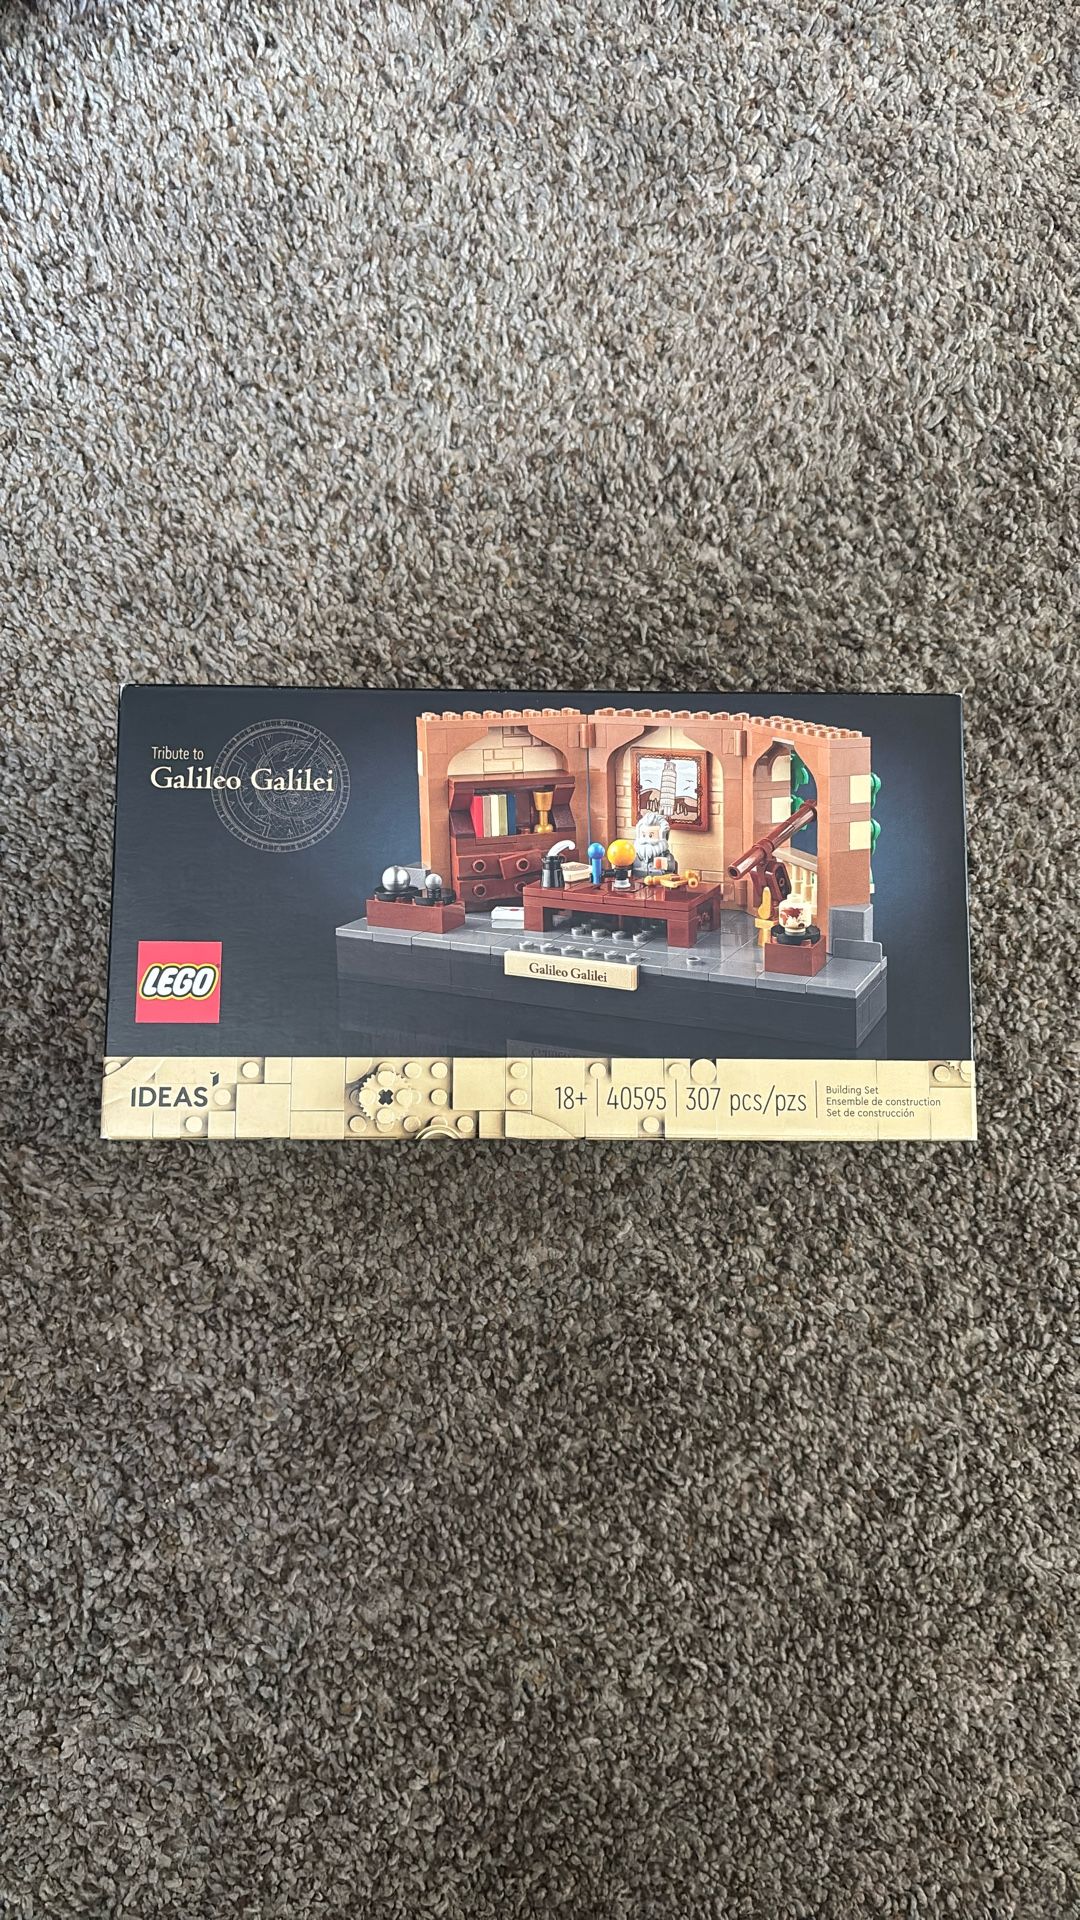 Tribute to
Galileo Galilei
Galileo Galilei
LEGO
IDEAS
18+ | 40595 | 307 pcs/pzs
Building Set
Ensemble de construction
Set de construcción